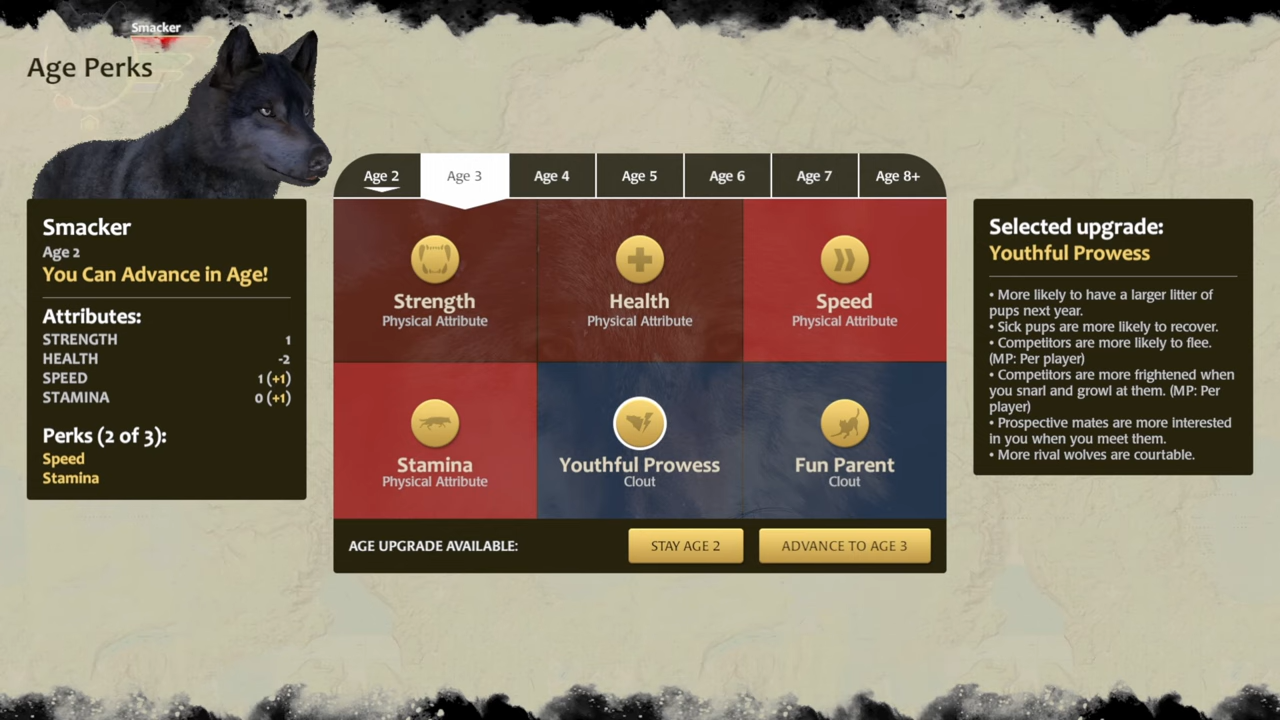 Smacker
Age Perks
Smacker
Age 2
You Can Advance in Age!
Attributes:
STRENGTH 1
HEALTH -2
SPEED 1 (+1)
STAMINA 0 (+1)
Perks (2 of 3):
Speed
Stamina
Age 2 Age 3 Age 4 Age 5 Age 6 Age 7 Age 8+
Strength
Physical Attribute
Health
Physical Attribute
Speed
Physical Attribute
Stamina
Physical Attribute
Youthful Prowess
Clout
Fun Parent
Clout
AGE UPGRADE AVAILABLE: STAY AGE 2 ADVANCE TO AGE 3
Selected upgrade:
Youthful Prowess
• More likely to have a larger litter of
pups next year.
• Sick pups are more likely to recover.
• Competitors are more likely to flee.
(MP: Per player)
• Competitors are more frightened when
you snarl and growl at them. (MP: Per
player)
• Prospective mates are more interested
in you when you meet them.
• More rival wolves are courtable.